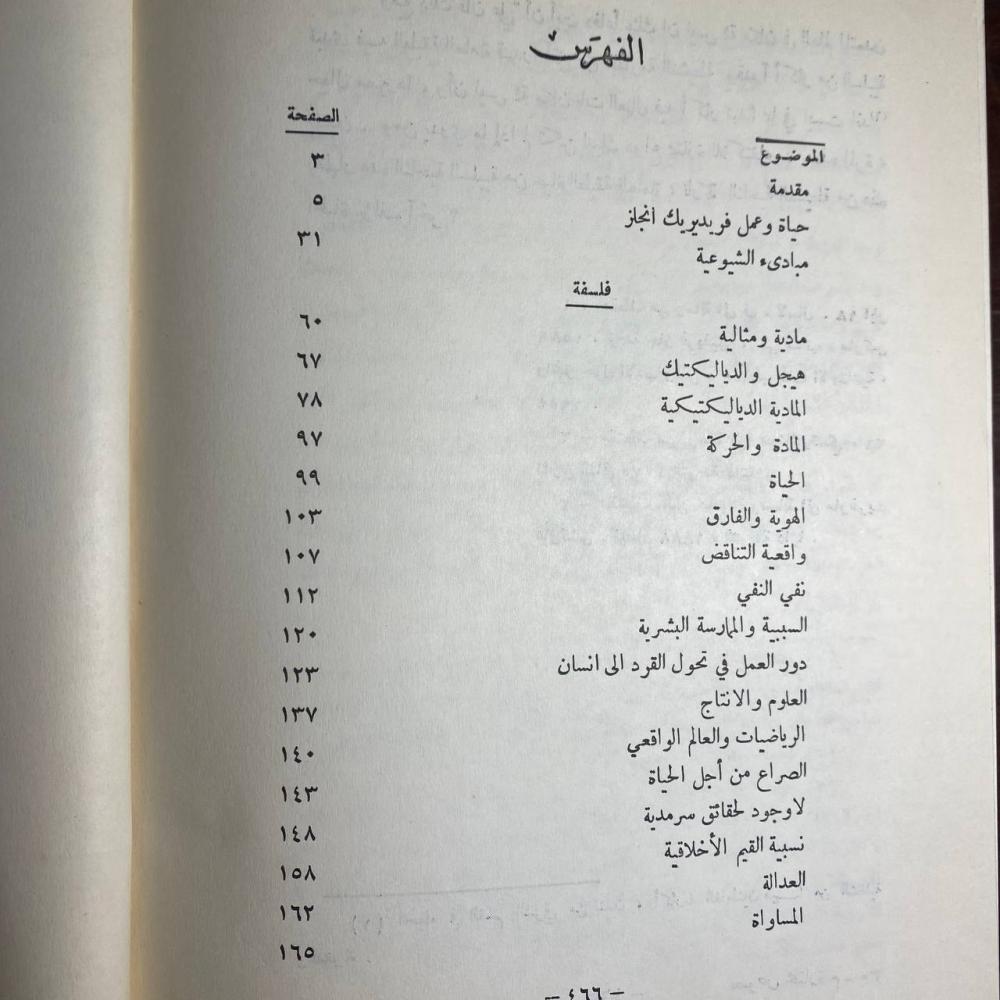 الفهرس
الموضوع الصفحة
مقدمة ٣
حياة وعمل فريديريك أنجلز ٥
مبادىء الشيوعية ٣١
فلسفة
مادية ومثالية ٦٠
هيجل والدياليكتيك ٦٧
المادية الدياليكتيكية ٧٨
المادة والحركة ٩٧
الحياة ٩٩
الهوية والفارق ١٠٣
واقعية التناقض ١٠٧
نفي النفي ١١٢
السببية والممارسة البشرية ١٢٠
دور العمل في تحول القرد الى انسان ١٢٣
العلوم والانتاج ١٣٧
الرياضيات والعالم الواقعي ١٤٠
الصراع من أجل الحياة ١٤٣
لاوجود لحقائق سرمدية ١٤٨
نسبية القيم الأخلاقية ١٥٨
العدالة ١٦٢
المساواة ١٦٥
– ٤٦٦ –